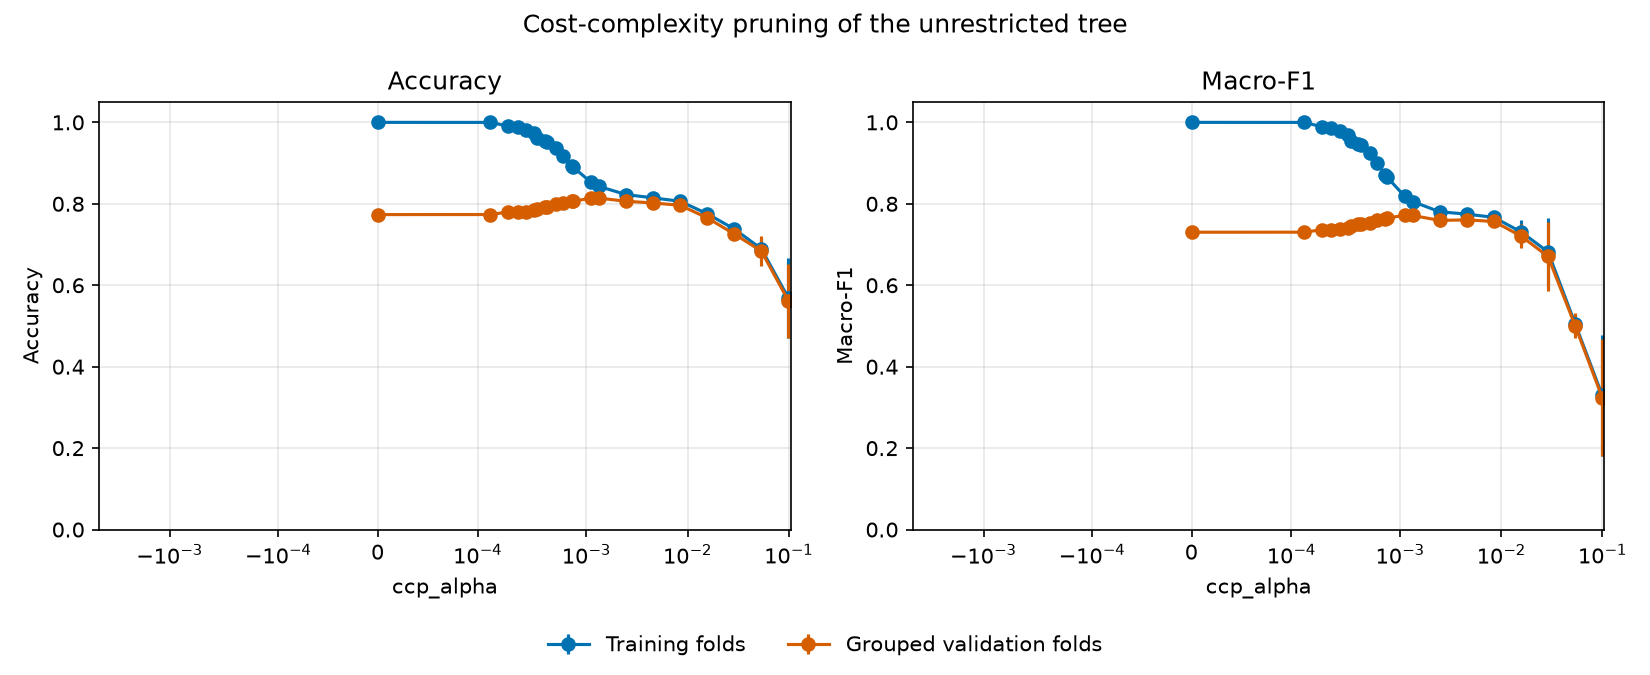 Cost-complexity pruning of the unrestricted tree
Accuracy
Macro-F1
1.0
0.8
0.6
0.4
0.2
0.0
Accuracy
−10⁻³
−10⁻⁴
0
10⁻⁴
10⁻³
10⁻²
10⁻¹
ccp_alpha
1.0
0.8
0.6
0.4
0.2
0.0
Macro-F1
−10⁻³
−10⁻⁴
0
10⁻⁴
10⁻³
10⁻²
10⁻¹
ccp_alpha
Training folds
Grouped validation folds